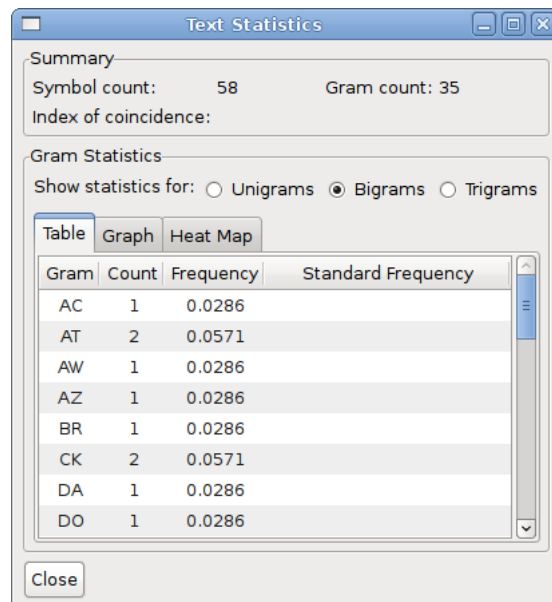 Text Statistics
Summary
Symbol count: 58 Gram count: 35
Index of coincidence:
Gram Statistics
Show statistics for: Unigrams Bigrams Trigrams
Table Graph Heat Map
Gram Count Frequency Standard Frequency
AC 1 0.0286
AT 2 0.0571
AW 1 0.0286
AZ 1 0.0286
BR 1 0.0286
CK 2 0.0571
DA 1 0.0286
DO 1 0.0286
Close